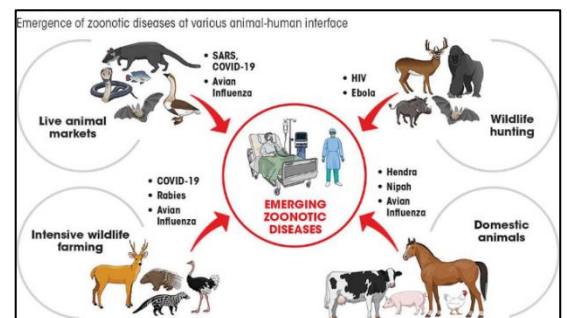 Emergence of zoonotic diseases at various animal-human interface
• SARS,
COVID-19
• Avian
Influenza
Live animal
markets
• HIV
• Ebola
Wildlife
hunting
EMERGING
ZOONOTIC
DISEASES
• COVID-19
• Rabies
• Avian
Influenza
Intensive wildlife
farming
• Hendra
• Nipah
• Avian
Influenza
Domestic
animals